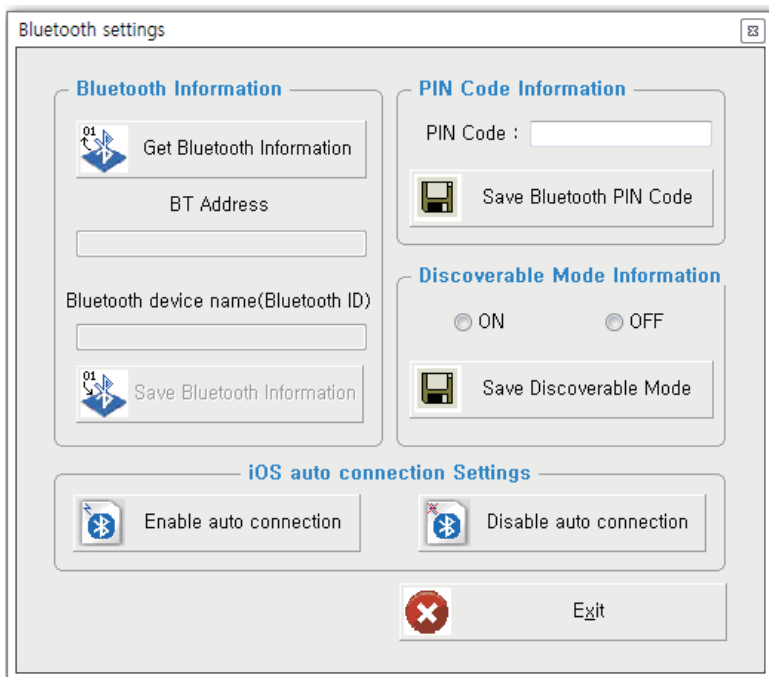 Bluetooth settings
Bluetooth Information
01
Get Bluetooth Information
BT Address
Bluetooth device name(Bluetooth ID)
01
Save Bluetooth Information
PIN Code Information
PIN Code :
Save Bluetooth PIN Code
Discoverable Mode Information
ON OFF
Save Discoverable Mode
iOS auto connection Settings
Enable auto connection Disable auto connection
Exit